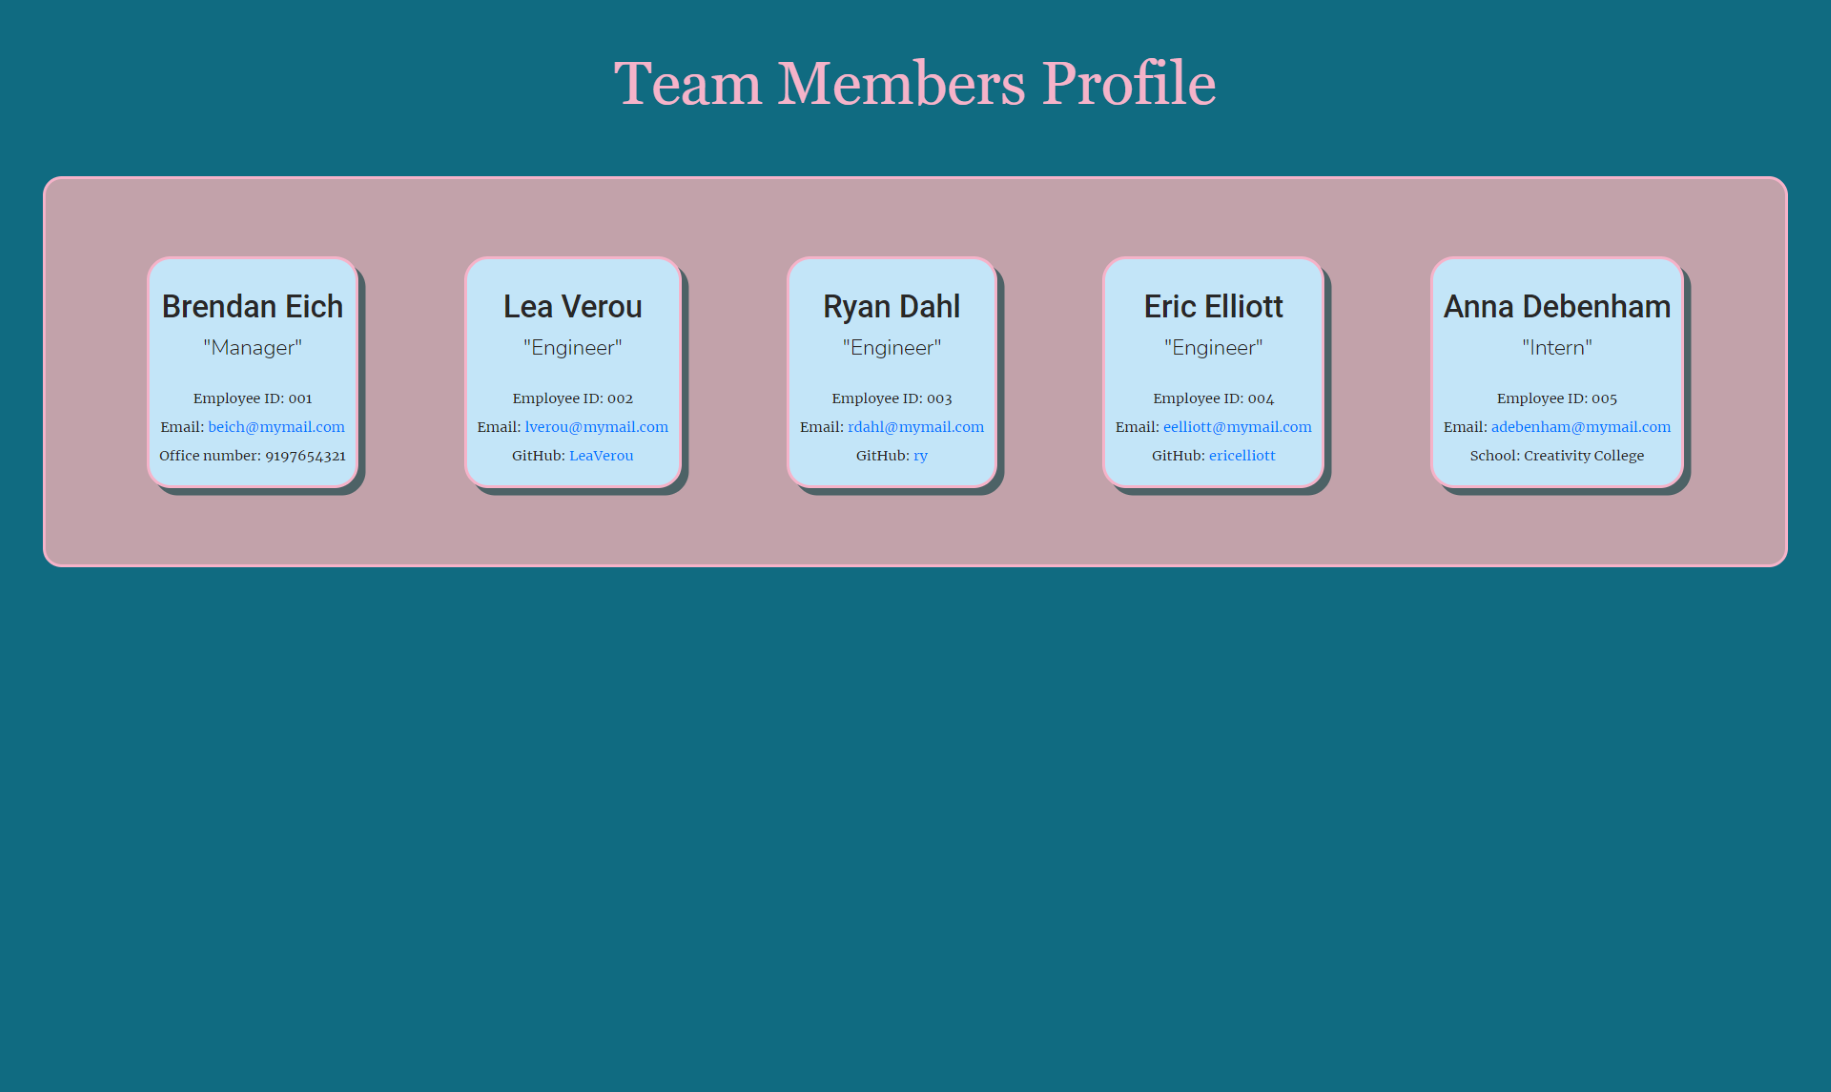 Team Members Profile
Brendan Eich
"Manager"
Employee ID: 001
Email: beich@mymail.com
Office number: 9197654321
Lea Verou
"Engineer"
Employee ID: 002
Email: lverou@mymail.com
GitHub: LeaVerou
Ryan Dahl
"Engineer"
Employee ID: 003
Email: rdahl@mymail.com
GitHub: ry
Eric Elliott
"Engineer"
Employee ID: 004
Email: eelliott@mymail.com
GitHub: ericelliott
Anna Debenham
"Intern"
Employee ID: 005
Email: adebenham@mymail.com
School: Creativity College